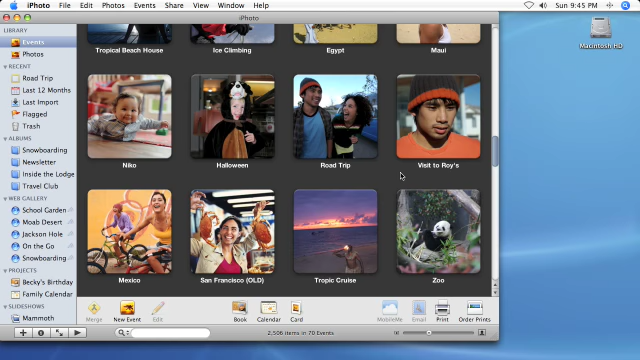 iPhoto File Edit Photos Events Share View Window Help Sun 9:45 PM
iPhoto
LIBRARY
Events
Photos
RECENT
Road Trip
Last 12 Months
Last Import
Flagged
Trash
ALBUMS
Snowboarding
Newsletter
Inside the Lodge
Travel Club
WEB GALLERY
School Garden
Moab Desert
Jackson Hole
On the Go
Snowboarding
PROJECTS
Becky's Birthday
Family Calendar
SLIDESHOWS
Mammoth
Tropical Beach House Ice Climbing Egypt Maui
Niko Halloween Road Trip Visit to Roy's
Mexico San Francisco (OLD) Tropic Cruise Zoo
Merge New Event Edit Book Calendar Card MobileMe Email Print Order Prints
2,506 items in 70 Events
Macintosh HD